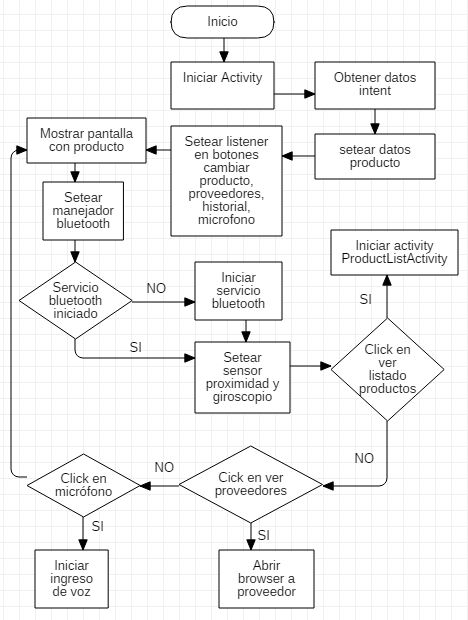 Inicio
Iniciar Activity
Obtener datos
intent
setear datos
producto
Setear listener
en botones
cambiar
producto,
proveedores,
historial,
microfono
Mostrar pantalla
con producto
Setear
manejador
bluetooth
Servicio
bluetooth
iniciado
NO
SI
Iniciar
servicio
bluetooth
Setear
sensor
proximidad y
giroscopio
Iniciar activity
ProductListActivity
SI
Click en
ver
listado
productos
NO
Cick en ver
proveedores
NO
SI
Abrir
browser a
proveedor
Click en
micrófono
SI
Iniciar
ingreso
de voz